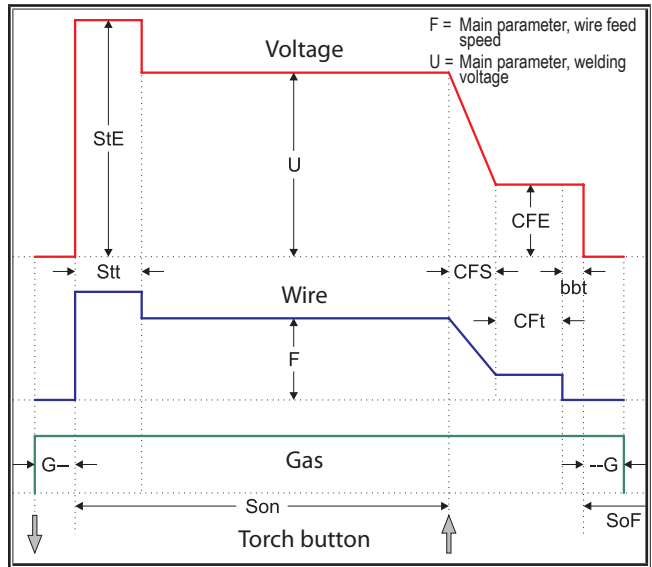 F = Main parameter, wire feed
speed
U = Main parameter, welding
voltage
Voltage
StE
U
CFE
Stt
CFS
bbt
Wire
CFt
F
G–
Gas
--G
Son
SoF
Torch button